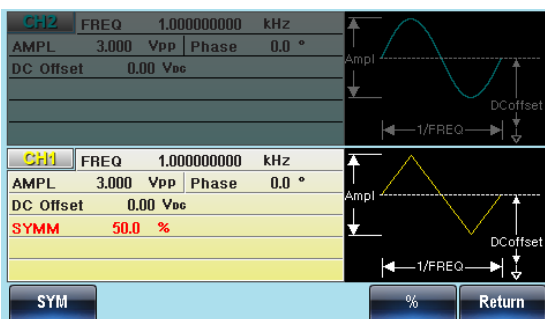 CH2 FREQ 1.000000000 kHz
AMPL 3.000 Vpp Phase 0.0 °
DC Offset 0.00 VDC
Ampl
DCoffset
1/FREQ
CH1 FREQ 1.000000000 kHz
AMPL 3.000 Vpp Phase 0.0 °
DC Offset 0.00 VDC
SYMM 50.0 %
Ampl
DCoffset
1/FREQ
SYM % Return